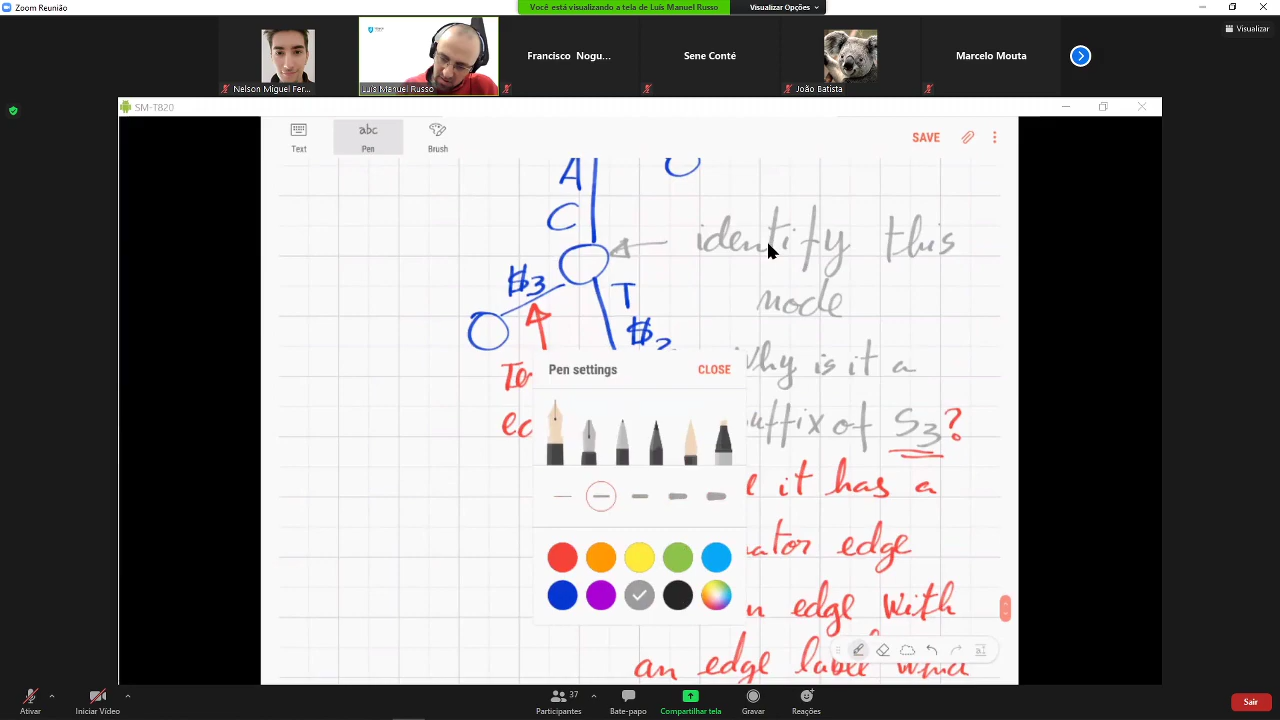 Zoom Reunião
Você está visualizando a tela de Luís Manuel Russo
Visualizar Opções
Visualizar
Nelson Miguel Fer...
Luís Manuel Russo
Francisco Nogu...
Sene Conté
João Batista
Marcelo Mouta
SM-T820
Text
abc
Pen
Brush
SAVE
A
C
identify this
node
$3
T
$2
Why is it a
suffix of S3?
it has a
edge
edge with
an edge label which
Pen settings
CLOSE
Ativar
Iniciar Vídeo
37
Participantes
Bate-papo
Compartilhar tela
Gravar
Reações
Sair